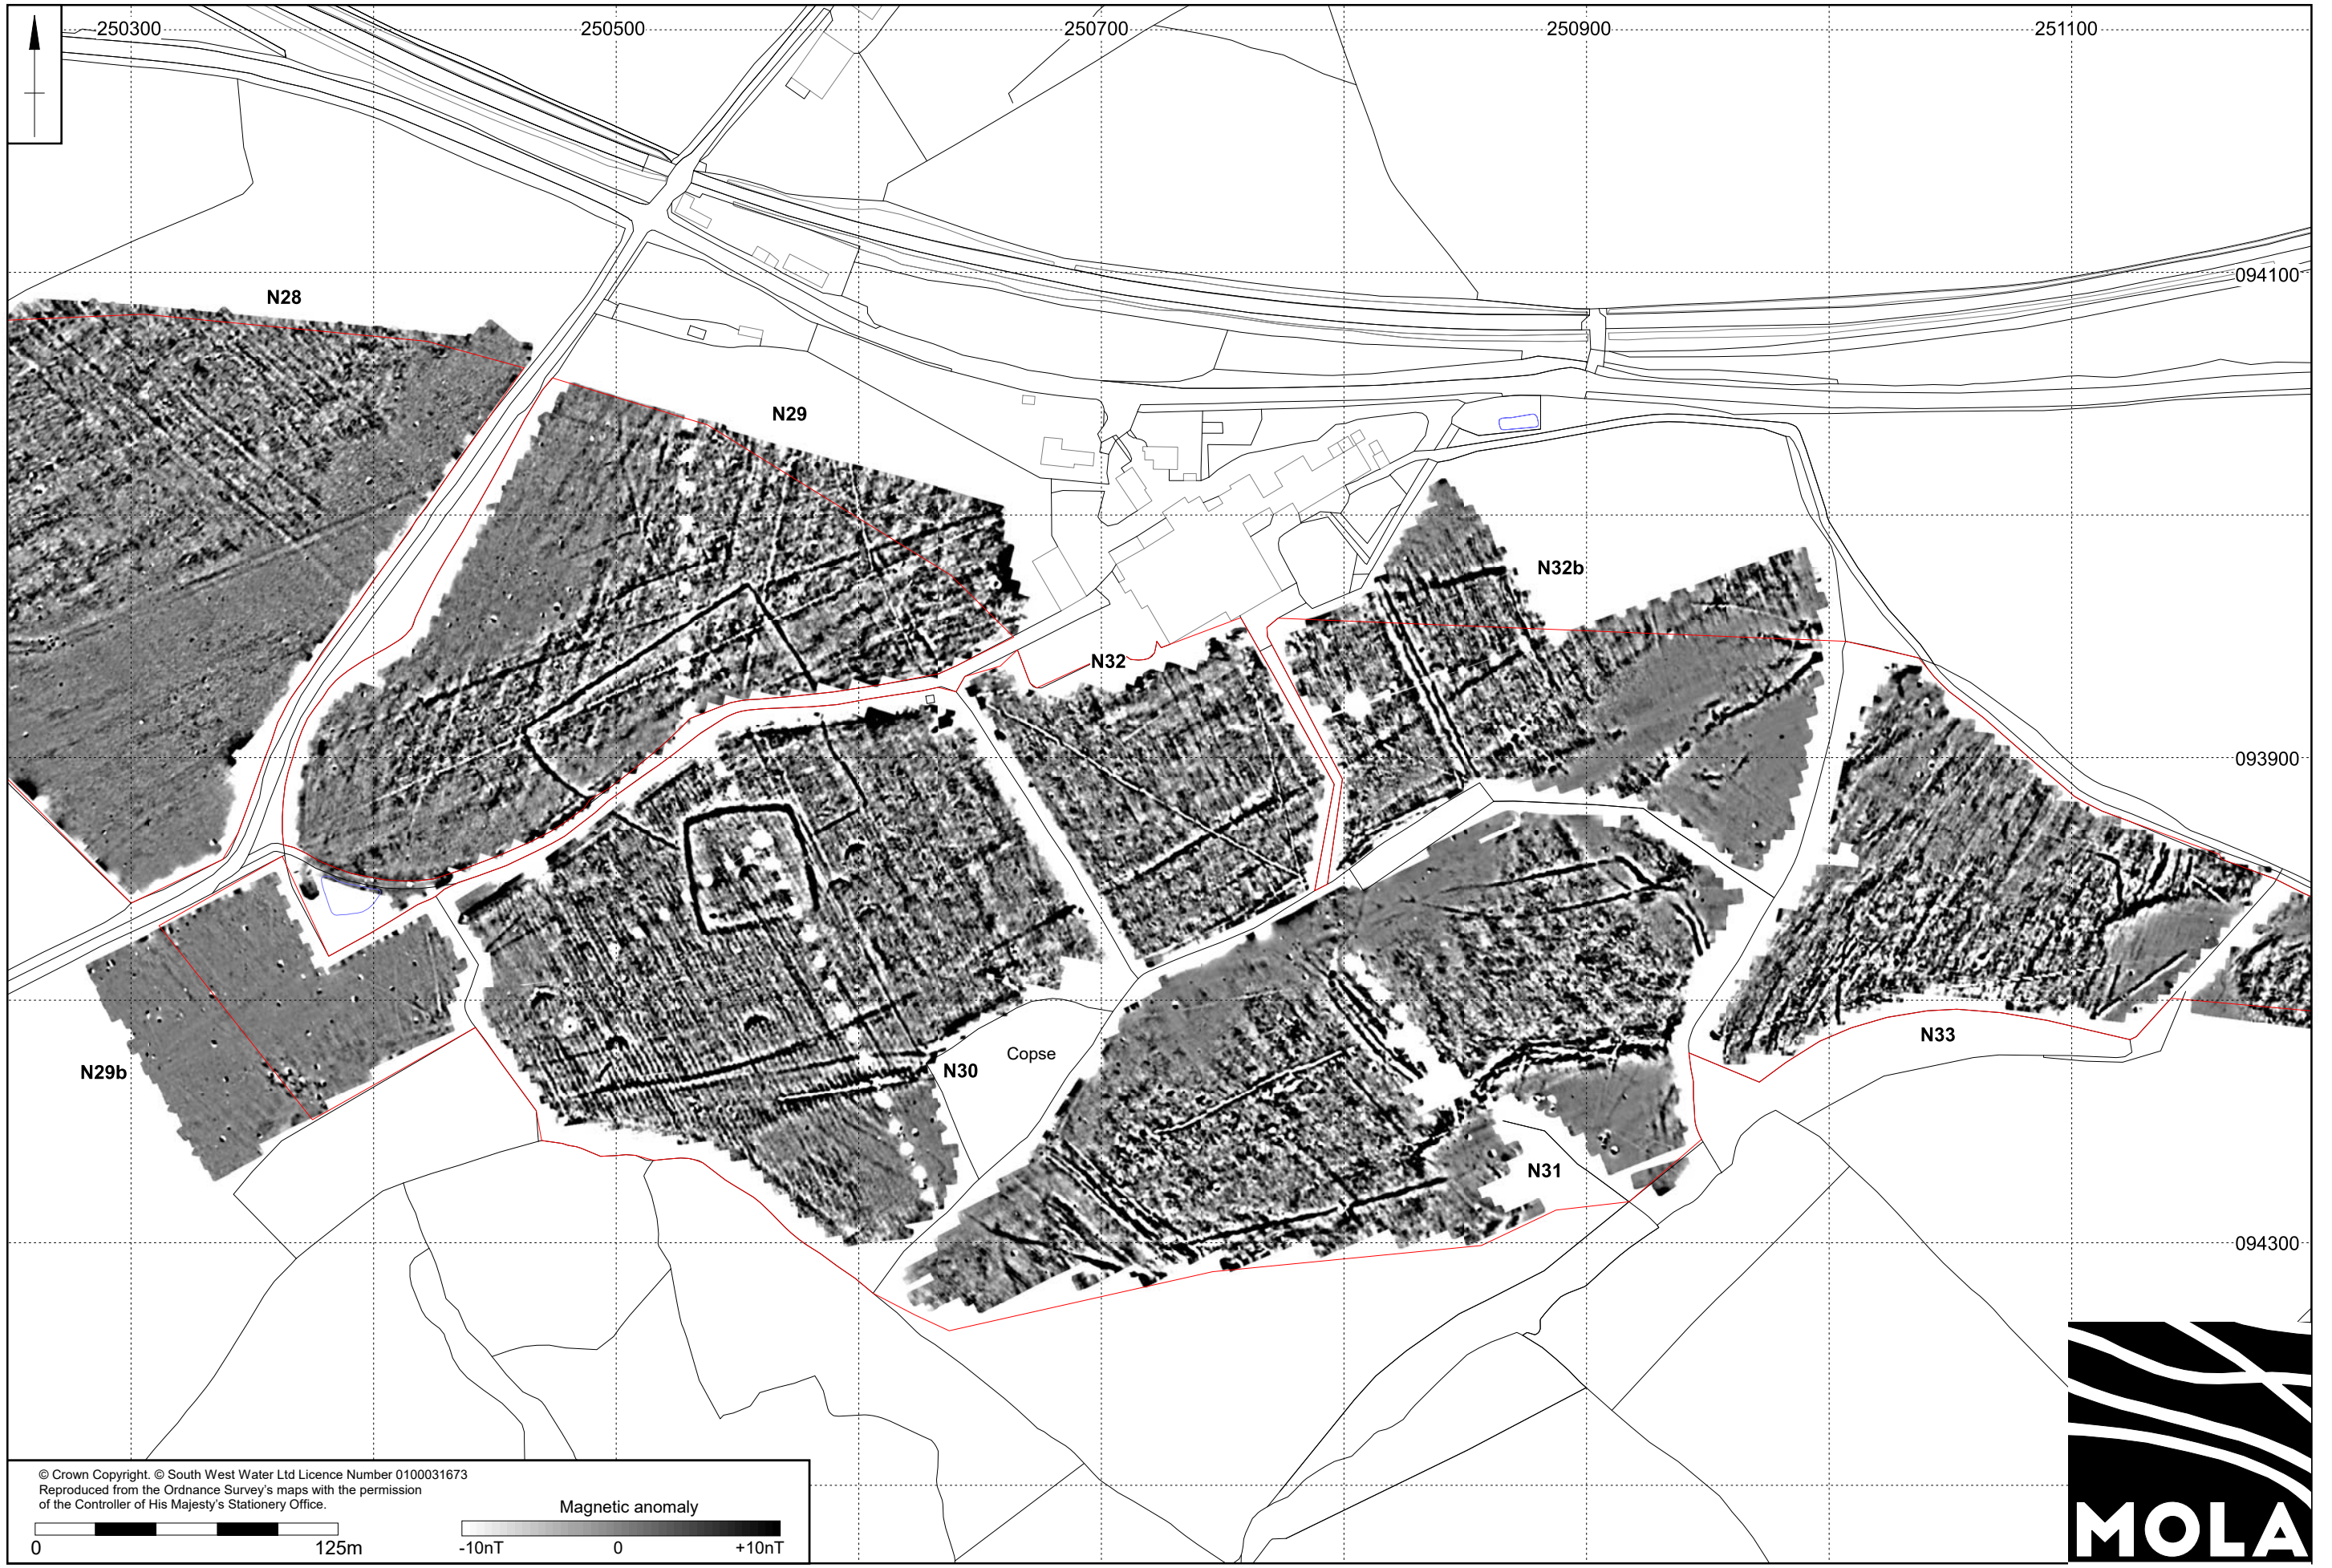 250300 250500 250700 250900 251100
094100
N28
N29
N32b
N32
093900
N33
Copse
N30
N29b
N31
094300
© Crown Copyright. © South West Water Ltd Licence Number 0100031673
Reproduced from the Ordnance Survey's maps with the permission
of the Controller of His Majesty's Stationery Office.
Magnetic anomaly
0 125m
-10nT 0 +10nT
MOLA